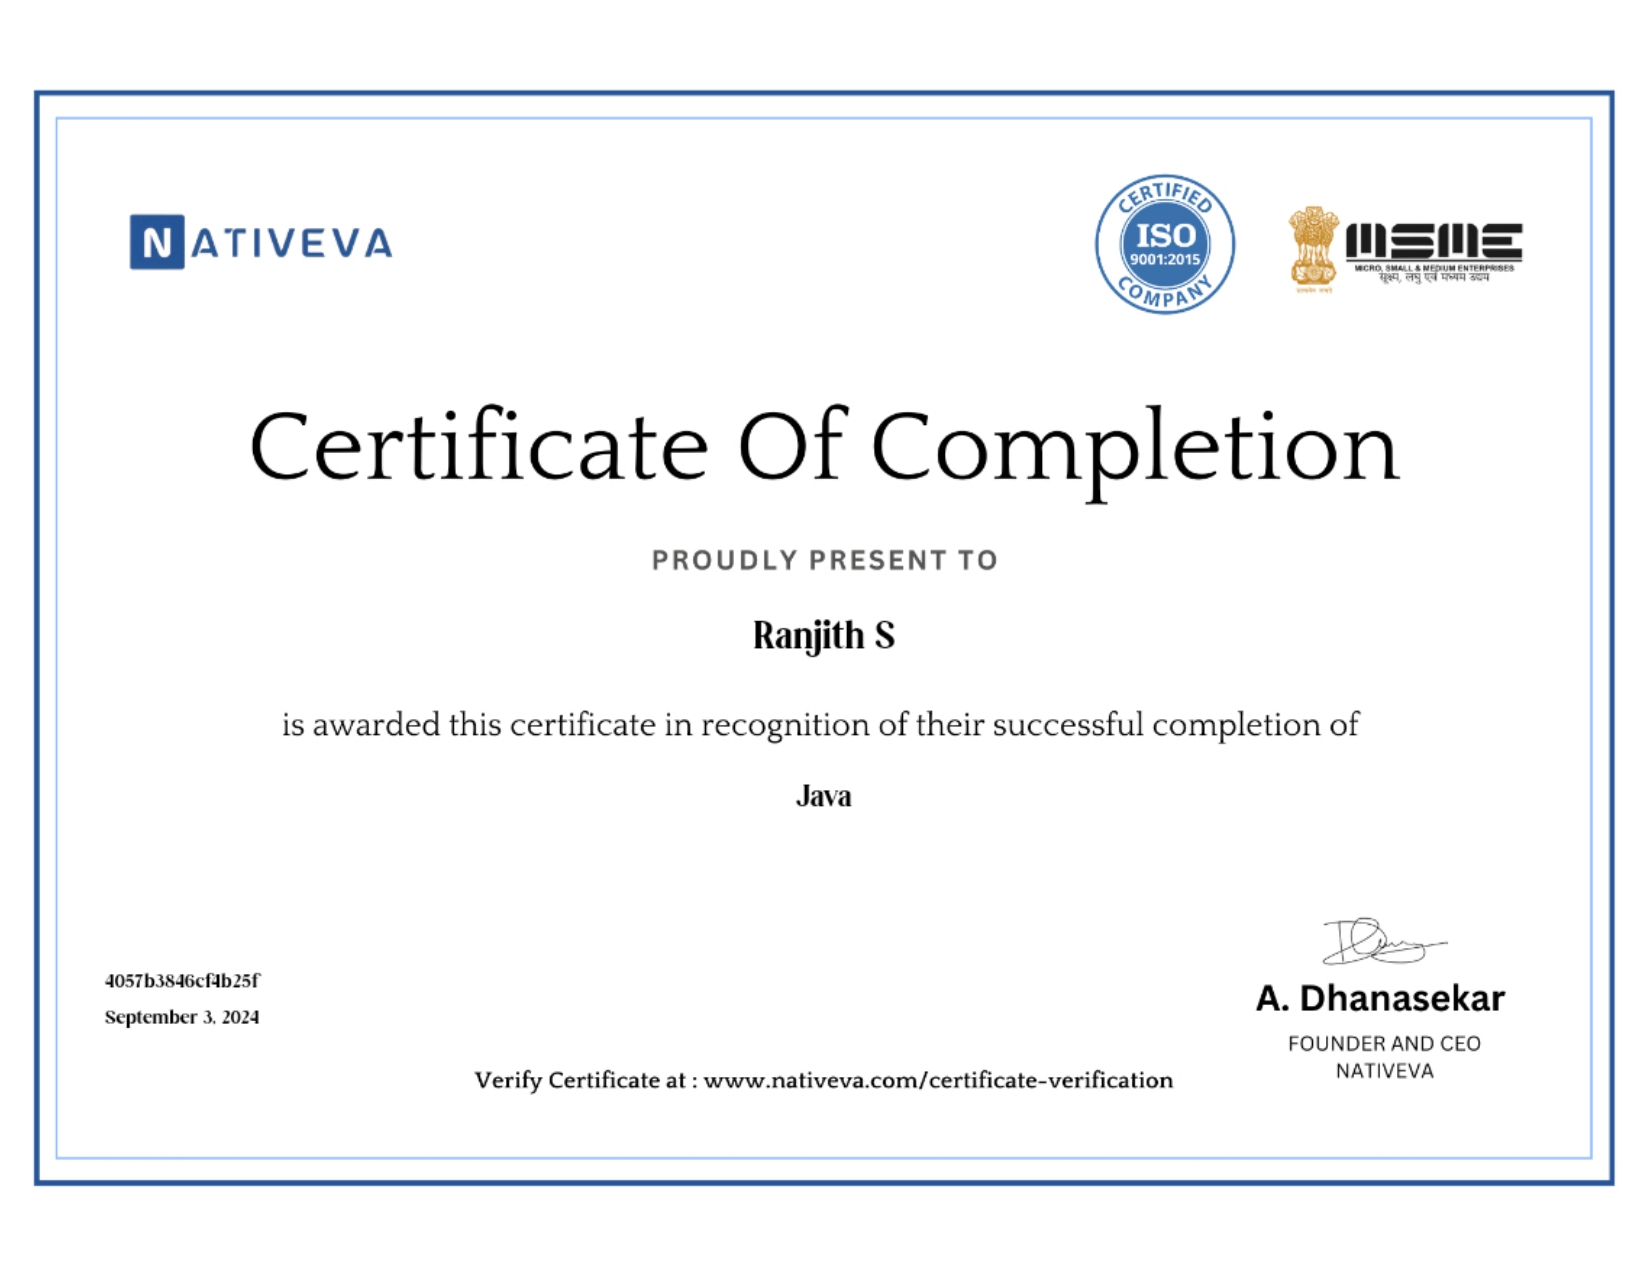 NATIVEVA
CERTIFIED
ISO
9001:2015
COMPANY
MSME
MICRO, SMALL & MEDIUM ENTERPRISES
सूक्ष्म, लघु एवं मध्यम उद्यम
Certificate Of Completion
PROUDLY PRESENT TO
Ranjith S
is awarded this certificate in recognition of their successful completion of
Java
4057b3846cf4b25f
September 3, 2024
A. Dhanasekar
FOUNDER AND CEO
NATIVEVA
Verify Certificate at : www.nativeva.com/certificate-verification